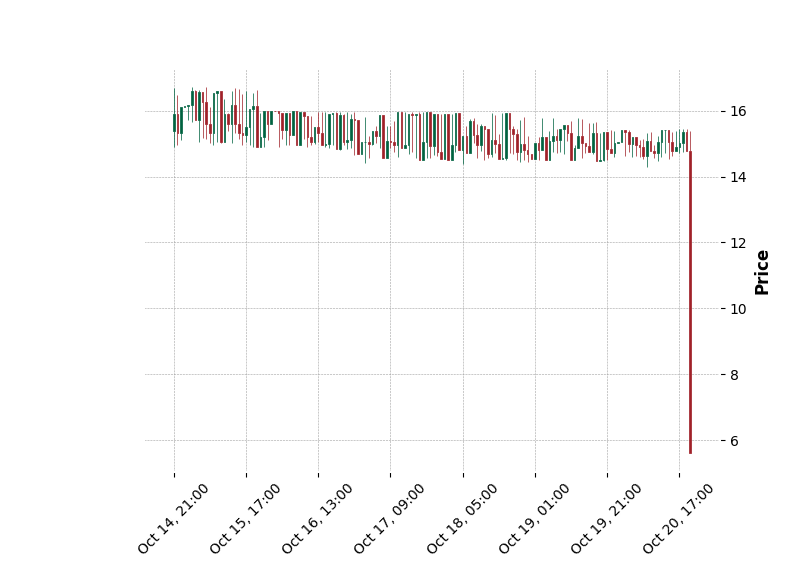 16
14
12
10
8
6
Price
Oct 14, 21:00
Oct 15, 17:00
Oct 16, 13:00
Oct 17, 09:00
Oct 18, 05:00
Oct 19, 01:00
Oct 19, 21:00
Oct 20, 17:00